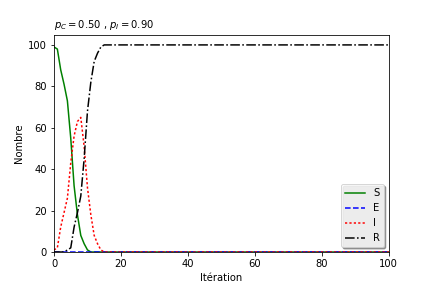 p_C = 0.50 , p_I = 0.90
100
80
60
40
20
0
Nombre
S
E
I
R
0 20 40 60 80 100
Itération